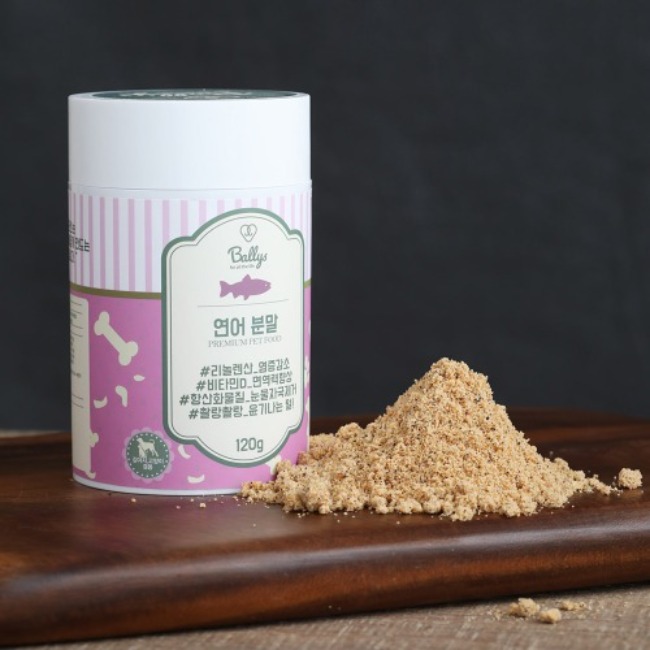 Ballys
연어 분말
PREMIUM PET FOOD
#리놀렌산_염증감소
#비타민D_면역력향상
#항산화물질_눈물자국제거
#찰랑찰랑_윤기나는 털!
120g